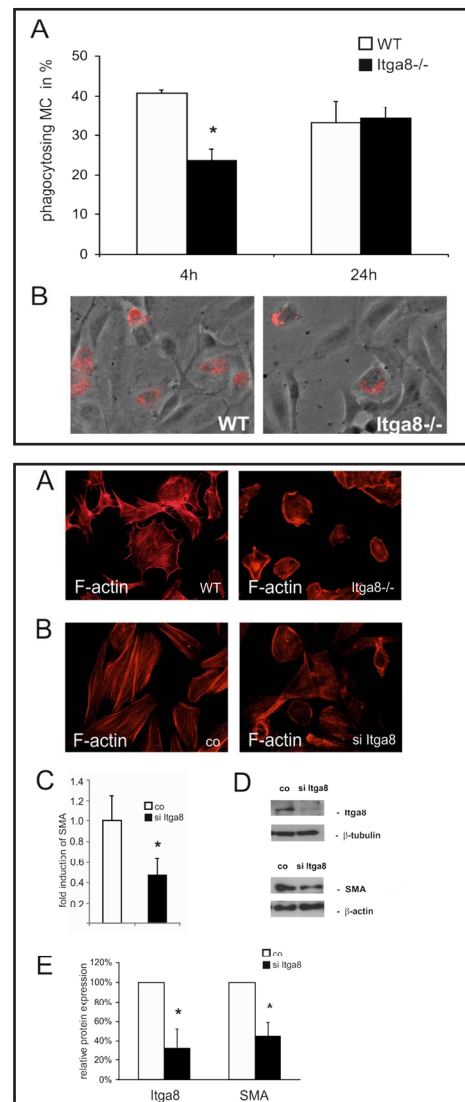 A
WT
Itga8-/-
phagocytosing MC in %
50
40
30
20
10
0
*
4h
24h
B
WT
Itga8-/-
A
F-actin
WT
F-actin
Itga8-/-
B
F-actin
co
F-actin
si Itga8
C
co
si Itga8
fold induction of SMA
1.4
1.2
1.0
0.8
0.6
0.4
0.2
*
D
co si Itga8
- Itga8
- β-tubulin
co si Itga8
- SMA
- β-actin
E
co
si Itga8
relative protein expression
120%
100%
80%
60%
40%
20%
0%
*
*
Itga8
SMA